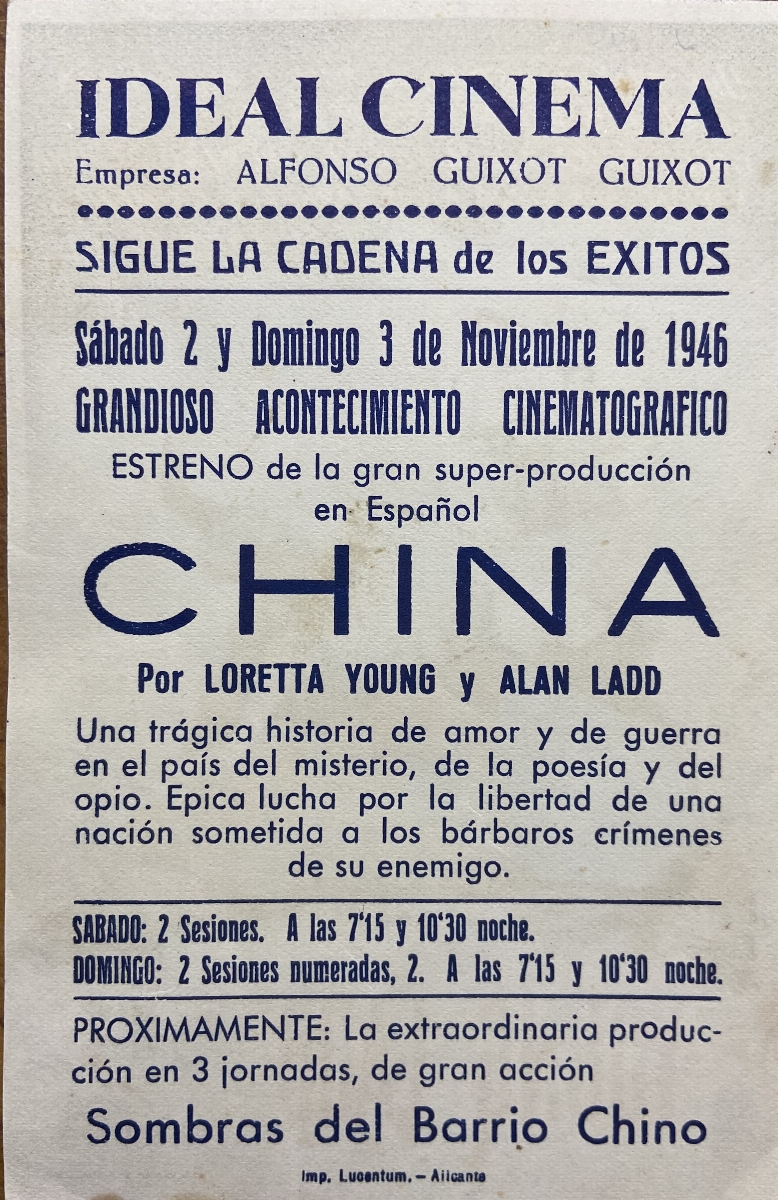 IDEAL CINEMA
Empresa: ALFONSO GUIXOT GUIXOT
SIGUE LA CADENA de los EXITOS
Sábado 2 y Domingo 3 de Noviembre de 1946
GRANDIOSO ACONTECIMIENTO CINEMATOGRAFICO
ESTRENO de la gran super-producción
en Español
CHINA
Por LORETTA YOUNG y ALAN LADD
Una trágica historia de amor y de guerra
en el país del misterio, de la poesía y del
opio. Epica lucha por la libertad de una
nación sometida a los bárbaros crímenes
de su enemigo.
SABADO: 2 Sesiones. A las 7'15 y 10'30 noche.
DOMINGO: 2 Sesiones numeradas, 2. A las 7'15 y 10'30 noche.
PROXIMAMENTE: La extraordinaria produc-
ción en 3 jornadas, de gran acción
Sombras del Barrio Chino
Imp. Lucentum.—Alicante